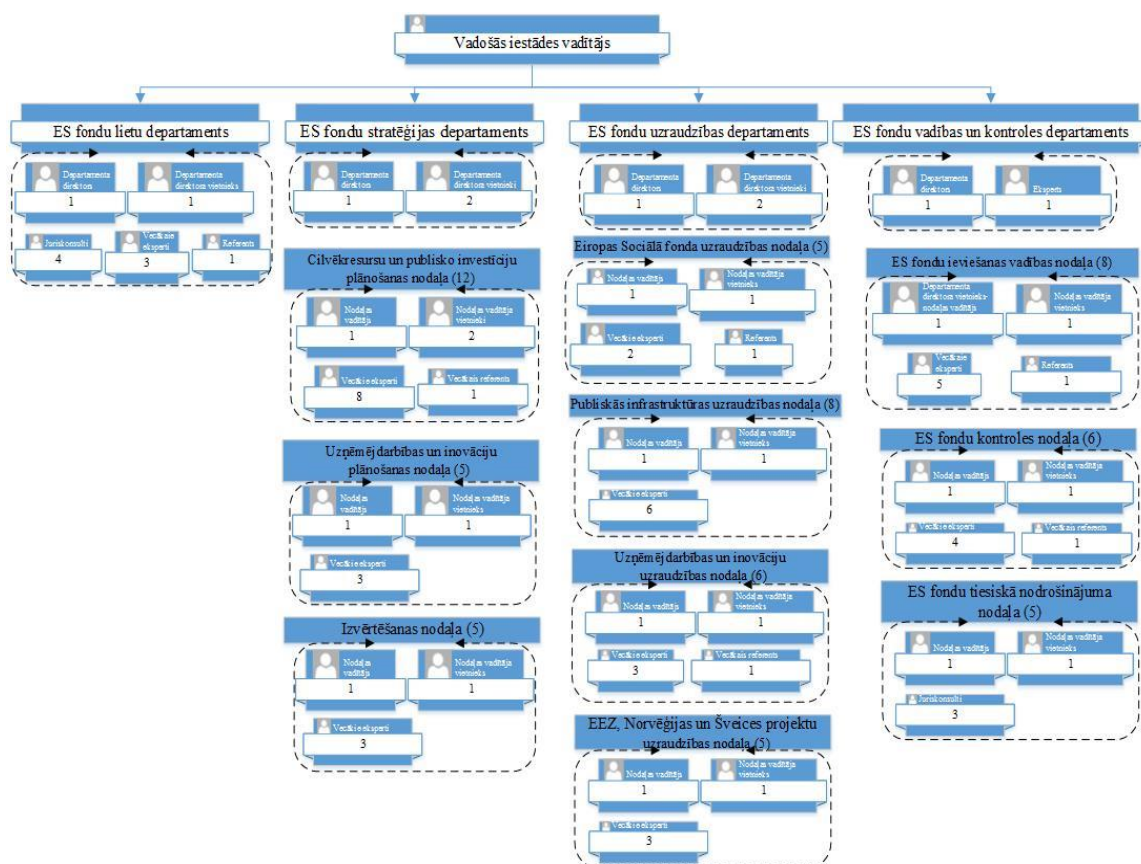 Vadošās iestādes vadītājs
ES fondu lietu departaments
Departamenta
direktors
1
Departamenta
direktora vietnieks
1
Juriskonsulti
4
Vecākie
eksperti
3
Referents
1
ES fondu stratēģijas departaments
Departamenta
direktors
1
Departamenta
direktora vietnieki
2
Cilvēkresursu un publisko investīciju
plānošanas nodaļa (12)
Nodaļas
vadītājs
1
Nodaļas vadītāja
vietnieki
2
Vecākie eksperti
8
Vecākais referents
1
Uzņēmējdarbības un inovāciju
plānošanas nodaļa (5)
Nodaļas
vadītājs
1
Nodaļas vadītāja
vietnieks
1
Vecākie eksperti
3
Izvērtēšanas nodaļa (5)
Nodaļas
vadītājs
1
Nodaļas vadītāja
vietnieks
1
Vecākie eksperti
3
ES fondu uzraudzības departaments
Departamenta
direktors
1
Departamenta
direktora vietnieki
2
Eiropas Sociālā fonda uzraudzības nodaļa (5)
Nodaļas vadītājs
1
Nodaļas vadītāja
vietnieks
1
Vecākie eksperti
2
Referents
1
Publiskās infrastruktūras uzraudzības nodaļa (8)
Nodaļas vadītājs
1
Nodaļas vadītāja
vietnieks
1
Vecākie eksperti
6
Uzņēmējdarbības un inovāciju
uzraudzības nodaļa (6)
Nodaļas vadītājs
1
Nodaļas vadītāja
vietnieks
1
Vecākie eksperti
3
Vecākais referents
1
EEZ, Norvēģijas un Šveices projektu
uzraudzības nodaļa (5)
Nodaļas vadītājs
1
Nodaļas vadītāja
vietnieks
1
Vecākie eksperti
3
ES fondu vadības un kontroles departaments
Departamenta
direktors
1
Eksperts
1
ES fondu ieviešanas vadības nodaļa (8)
Departamenta
direktora vietnieks-
nodaļas vadītājs
1
Nodaļas vadītāja
vietnieks
1
Vecākie
eksperti
5
Referents
1
ES fondu kontroles nodaļa (6)
Nodaļas vadītājs
1
Nodaļas vadītāja
vietnieks
1
Vecākie eksperti
4
Vecākais referents
1
ES fondu tiesiskā nodrošinājuma
nodaļa (5)
Nodaļas vadītājs
1
Nodaļas vadītāja
vietnieks
1
Juriskonsulti
3